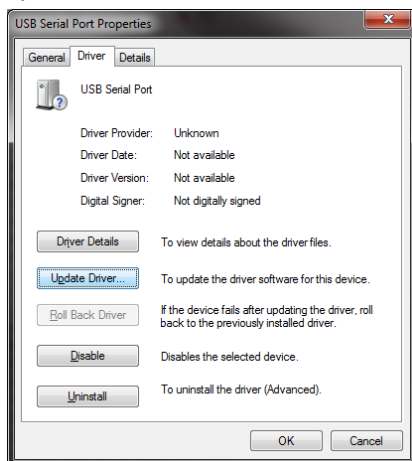 USB Serial Port Properties
General Driver Details
USB Serial Port
Driver Provider: Unknown
Driver Date: Not available
Driver Version: Not available
Digital Signer: Not digitally signed
Driver Details To view details about the driver files.
Update Driver... To update the driver software for this device.
Roll Back Driver If the device fails after updating the driver, roll
back to the previously installed driver.
Disable Disables the selected device.
Uninstall To uninstall the driver (Advanced).
OK Cancel